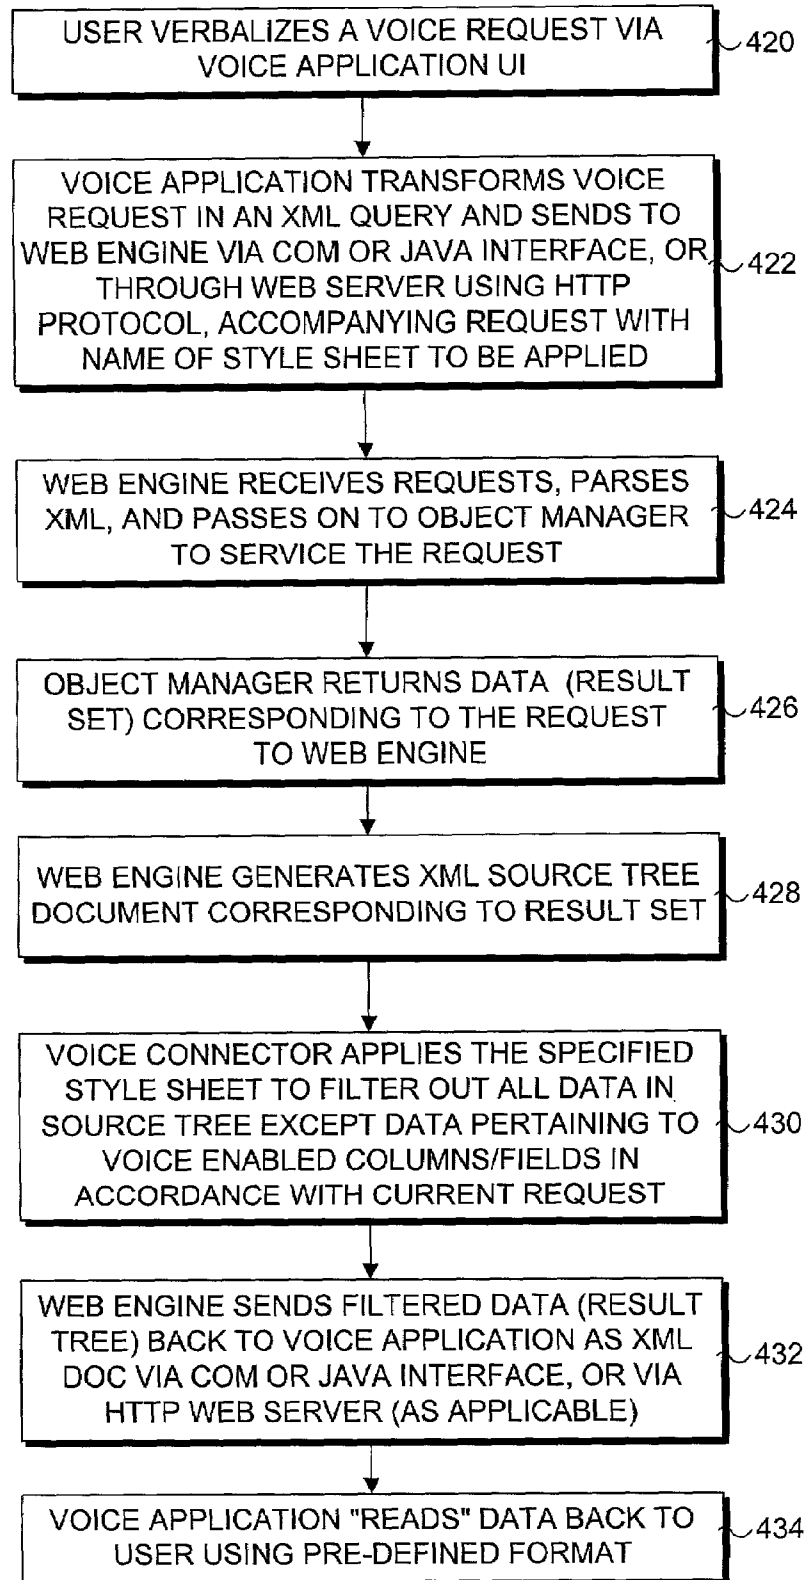 USER VERBALIZES A VOICE REQUEST VIA
VOICE APPLICATION UI
420
VOICE APPLICATION TRANSFORMS VOICE
REQUEST IN AN XML QUERY AND SENDS TO
WEB ENGINE VIA COM OR JAVA INTERFACE, OR
THROUGH WEB SERVER USING HTTP
PROTOCOL, ACCOMPANYING REQUEST WITH
NAME OF STYLE SHEET TO BE APPLIED
422
WEB ENGINE RECEIVES REQUESTS, PARSES
XML, AND PASSES ON TO OBJECT MANAGER
TO SERVICE THE REQUEST
424
OBJECT MANAGER RETURNS DATA (RESULT
SET) CORRESPONDING TO THE REQUEST
TO WEB ENGINE
426
WEB ENGINE GENERATES XML SOURCE TREE
DOCUMENT CORRESPONDING TO RESULT SET
428
VOICE CONNECTOR APPLIES THE SPECIFIED
STYLE SHEET TO FILTER OUT ALL DATA IN
SOURCE TREE EXCEPT DATA PERTAINING TO
VOICE ENABLED COLUMNS/FIELDS IN
ACCORDANCE WITH CURRENT REQUEST
430
WEB ENGINE SENDS FILTERED DATA (RESULT
TREE) BACK TO VOICE APPLICATION AS XML
DOC VIA COM OR JAVA INTERFACE, OR VIA
HTTP WEB SERVER (AS APPLICABLE)
432
VOICE APPLICATION "READS" DATA BACK TO
USER USING PRE-DEFINED FORMAT
434